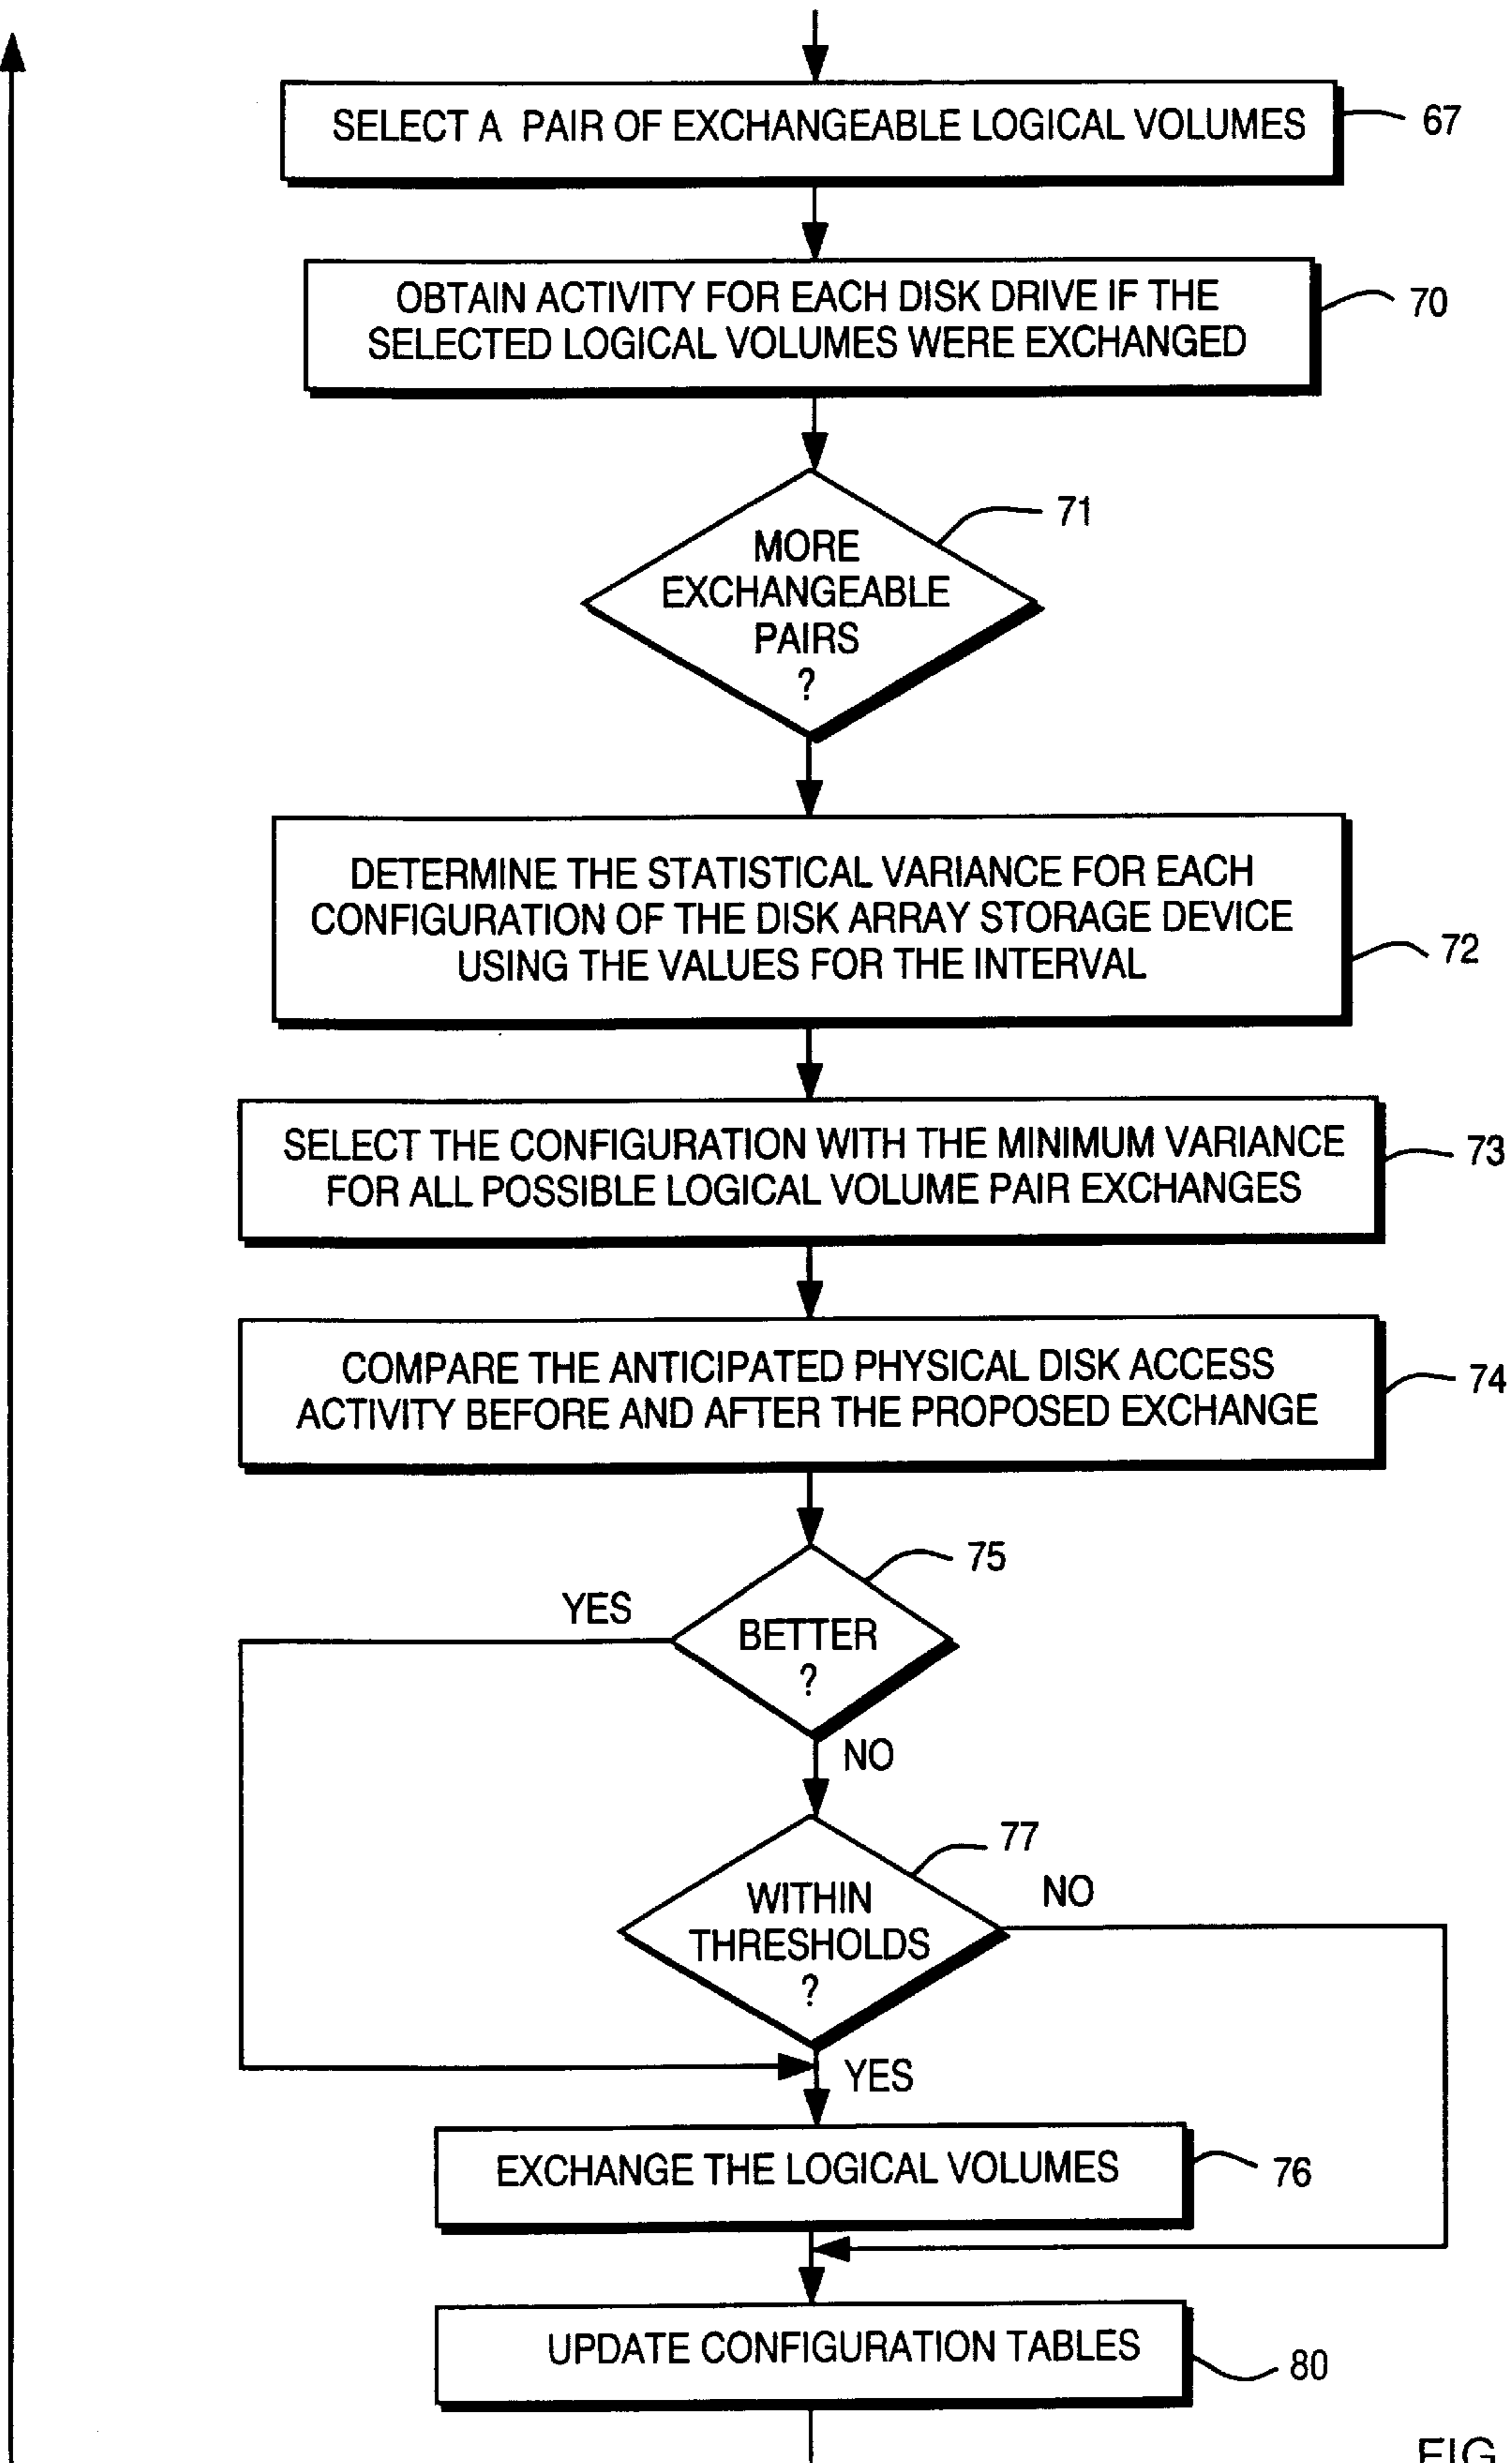 SELECT A PAIR OF EXCHANGEABLE LOGICAL VOLUMES
67
OBTAIN ACTIVITY FOR EACH DISK DRIVE IF THE
SELECTED LOGICAL VOLUMES WERE EXCHANGED
70
MORE
EXCHANGEABLE
PAIRS
?
71
DETERMINE THE STATISTICAL VARIANCE FOR EACH
CONFIGURATION OF THE DISK ARRAY STORAGE DEVICE
USING THE VALUES FOR THE INTERVAL
72
SELECT THE CONFIGURATION WITH THE MINIMUM VARIANCE
FOR ALL POSSIBLE LOGICAL VOLUME PAIR EXCHANGES
73
COMPARE THE ANTICIPATED PHYSICAL DISK ACCESS
ACTIVITY BEFORE AND AFTER THE PROPOSED EXCHANGE
74
75
YES
BETTER
?
NO
77
WITHIN
THRESHOLDS
?
NO
YES
EXCHANGE THE LOGICAL VOLUMES
76
UPDATE CONFIGURATION TABLES
80
FIG